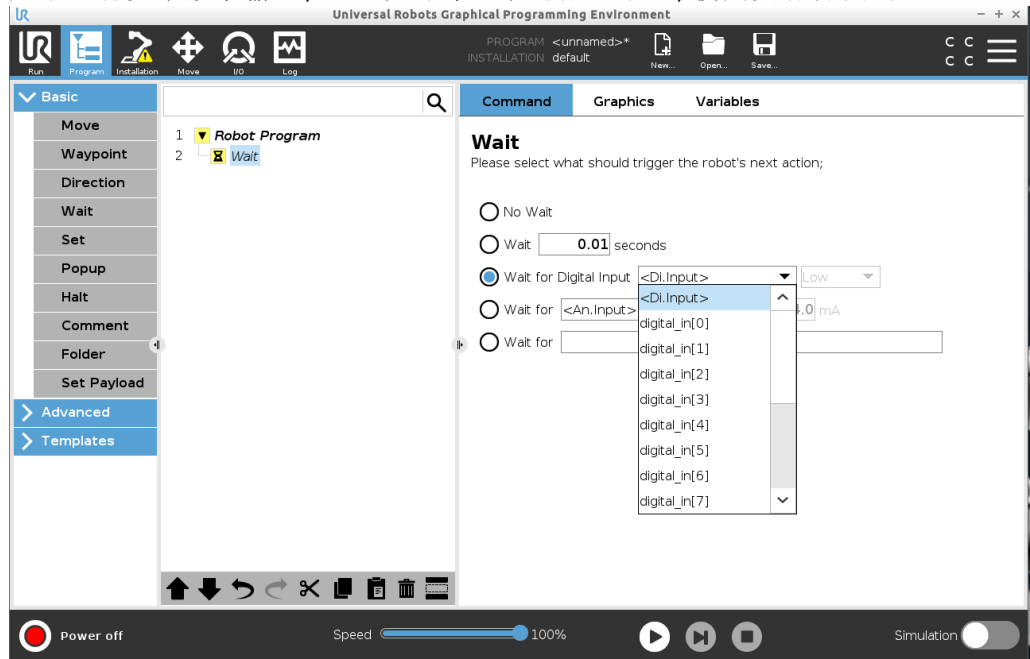 Universal Robots Graphical Programming Environment
UR
Run
Program
Installation
Move
I/O
Log
PROGRAM <unnamed>*
INSTALLATION default
New...
Open...
Save...
C C
C C
Basic
Move
Waypoint
Direction
Wait
Set
Popup
Halt
Comment
Folder
Set Payload
Advanced
Templates
1 Robot Program
2 Wait
Command Graphics Variables
Wait
Please select what should trigger the robot's next action;
No Wait
Wait 0.01 seconds
Wait for Digital Input <Di.Input> Low
Wait for <An.Input> .0 mA
Wait for
<Di.Input>
digital_in[0]
digital_in[1]
digital_in[2]
digital_in[3]
digital_in[4]
digital_in[5]
digital_in[6]
digital_in[7]
Power off
Speed 100%
Simulation